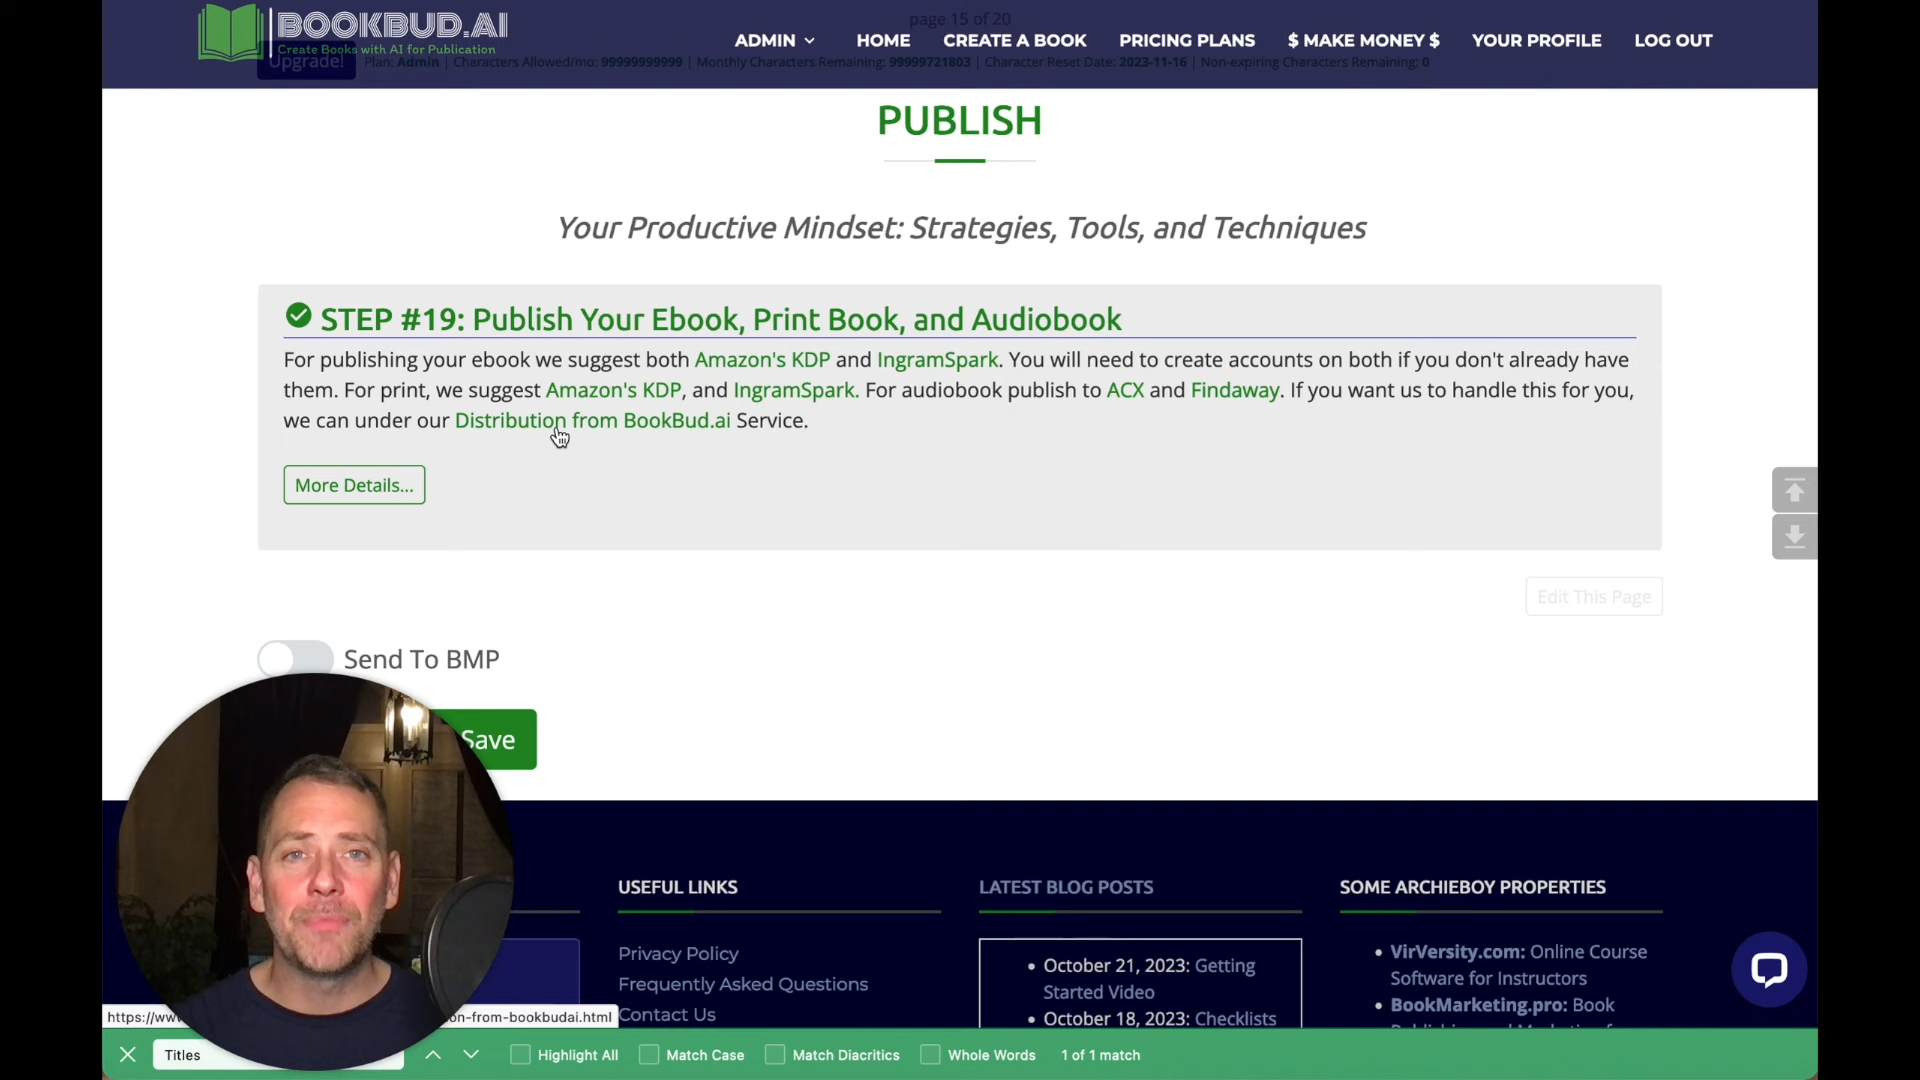 BOOKBUD.AI
Create Books with AI for Publication
page 15 of 20
ADMIN HOME CREATE A BOOK PRICING PLANS $ MAKE MONEY $ YOUR PROFILE LOG OUT
Upgrade! Plan: Admin | Characters Allowed/mo: 99999999999 | Monthly Characters Remaining: 99999721803 | Character Reset Date: 2023-11-16 | Non-expiring Characters Remaining: 0
PUBLISH
Your Productive Mindset: Strategies, Tools, and Techniques
STEP #19: Publish Your Ebook, Print Book, and Audiobook
For publishing your ebook we suggest both Amazon's KDP and IngramSpark. You will need to create accounts on both if you don't already have
them. For print, we suggest Amazon's KDP, and IngramSpark. For audiobook publish to ACX and Findaway. If you want us to handle this for you,
we can under our Distribution from BookBud.ai Service.
More Details...
Edit This Page
Send To BMP
Save
USEFUL LINKS
Privacy Policy
Frequently Asked Questions
Contact Us
LATEST BLOG POSTS
October 21, 2023: Getting
Started Video
October 18, 2023: Checklists
SOME ARCHIEBOY PROPERTIES
VirVersity.com: Online Course
Software for Instructors
BookMarketing.pro: Book
https://ww
on-from-bookbudai.html
Titles Highlight All Match Case Match Diacritics Whole Words 1 of 1 match